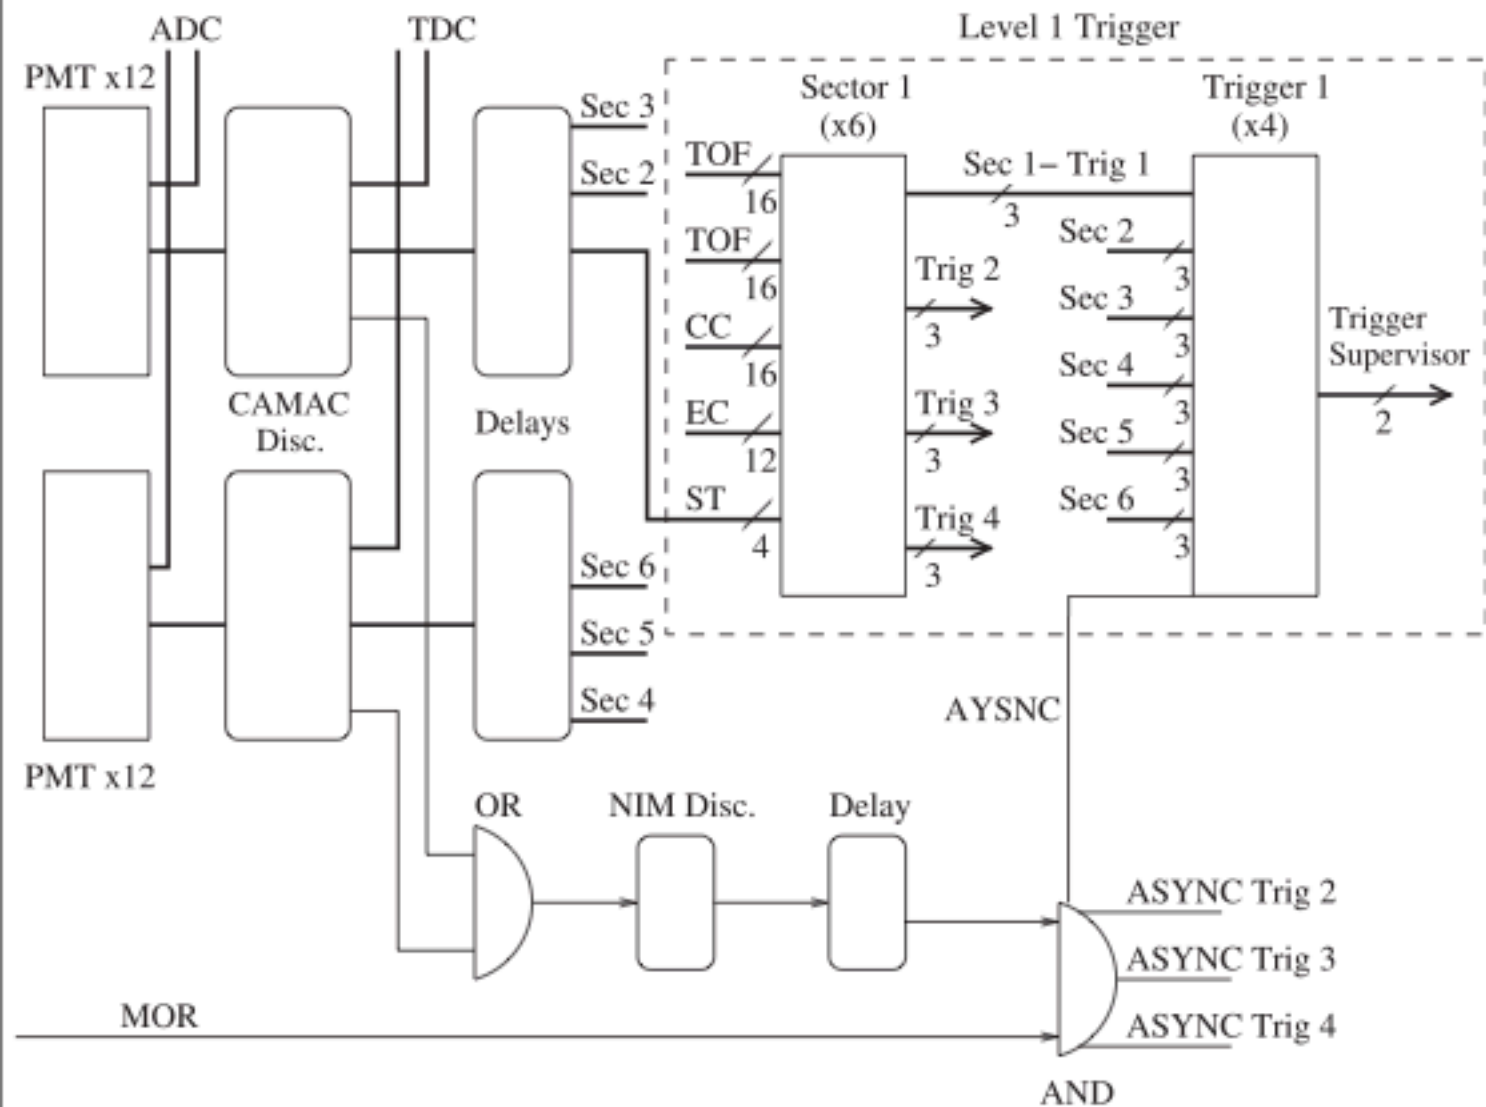 ADC
TDC
Level 1 Trigger
PMT x12
Sector 1
(x6)
Trigger 1
(x4)
Sec 3
Sec 2
TOF
16
TOF
16
CC
16
EC
12
ST
4
Sec 1– Trig 1
3
Trig 2
3
Trig 3
3
Trig 4
3
Sec 2
3
Sec 3
3
Sec 4
3
Sec 5
3
Sec 6
3
Trigger
Supervisor
2
CAMAC
Disc.
Delays
Sec 6
Sec 5
Sec 4
PMT x12
AYSNC
OR
NIM Disc.
Delay
ASYNC Trig 2
ASYNC Trig 3
ASYNC Trig 4
MOR
AND